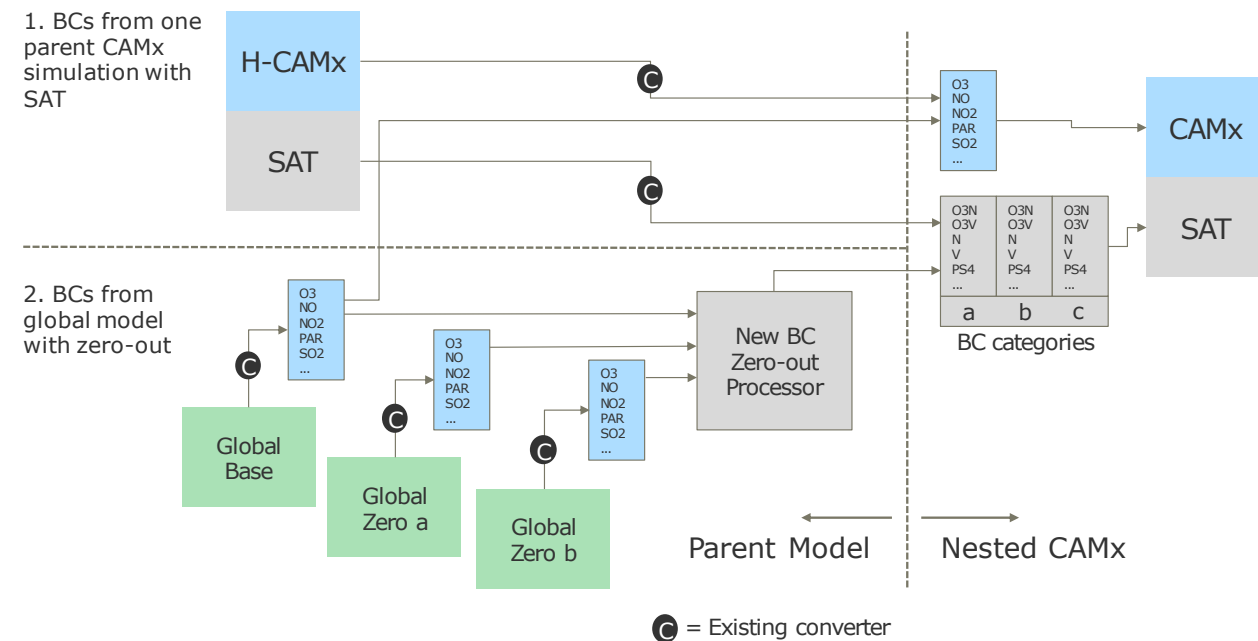 1. BCs from one
parent CAMx
simulation with
SAT
H-CAMx
SAT
C
C
O3
NO
NO2
PAR
SO2
...
CAMx
SAT
O3N
O3V
N
V
PS4
...
a
O3N
O3V
N
V
PS4
...
b
O3N
O3V
N
V
PS4
...
c
BC categories
2. BCs from
global model
with zero-out
O3
NO
NO2
PAR
SO2
...
C
Global
Base
O3
NO
NO2
PAR
SO2
...
C
Global
Zero a
O3
NO
NO2
PAR
SO2
...
C
Global
Zero b
New BC
Zero-out
Processor
Parent Model
Nested CAMx
C = Existing converter